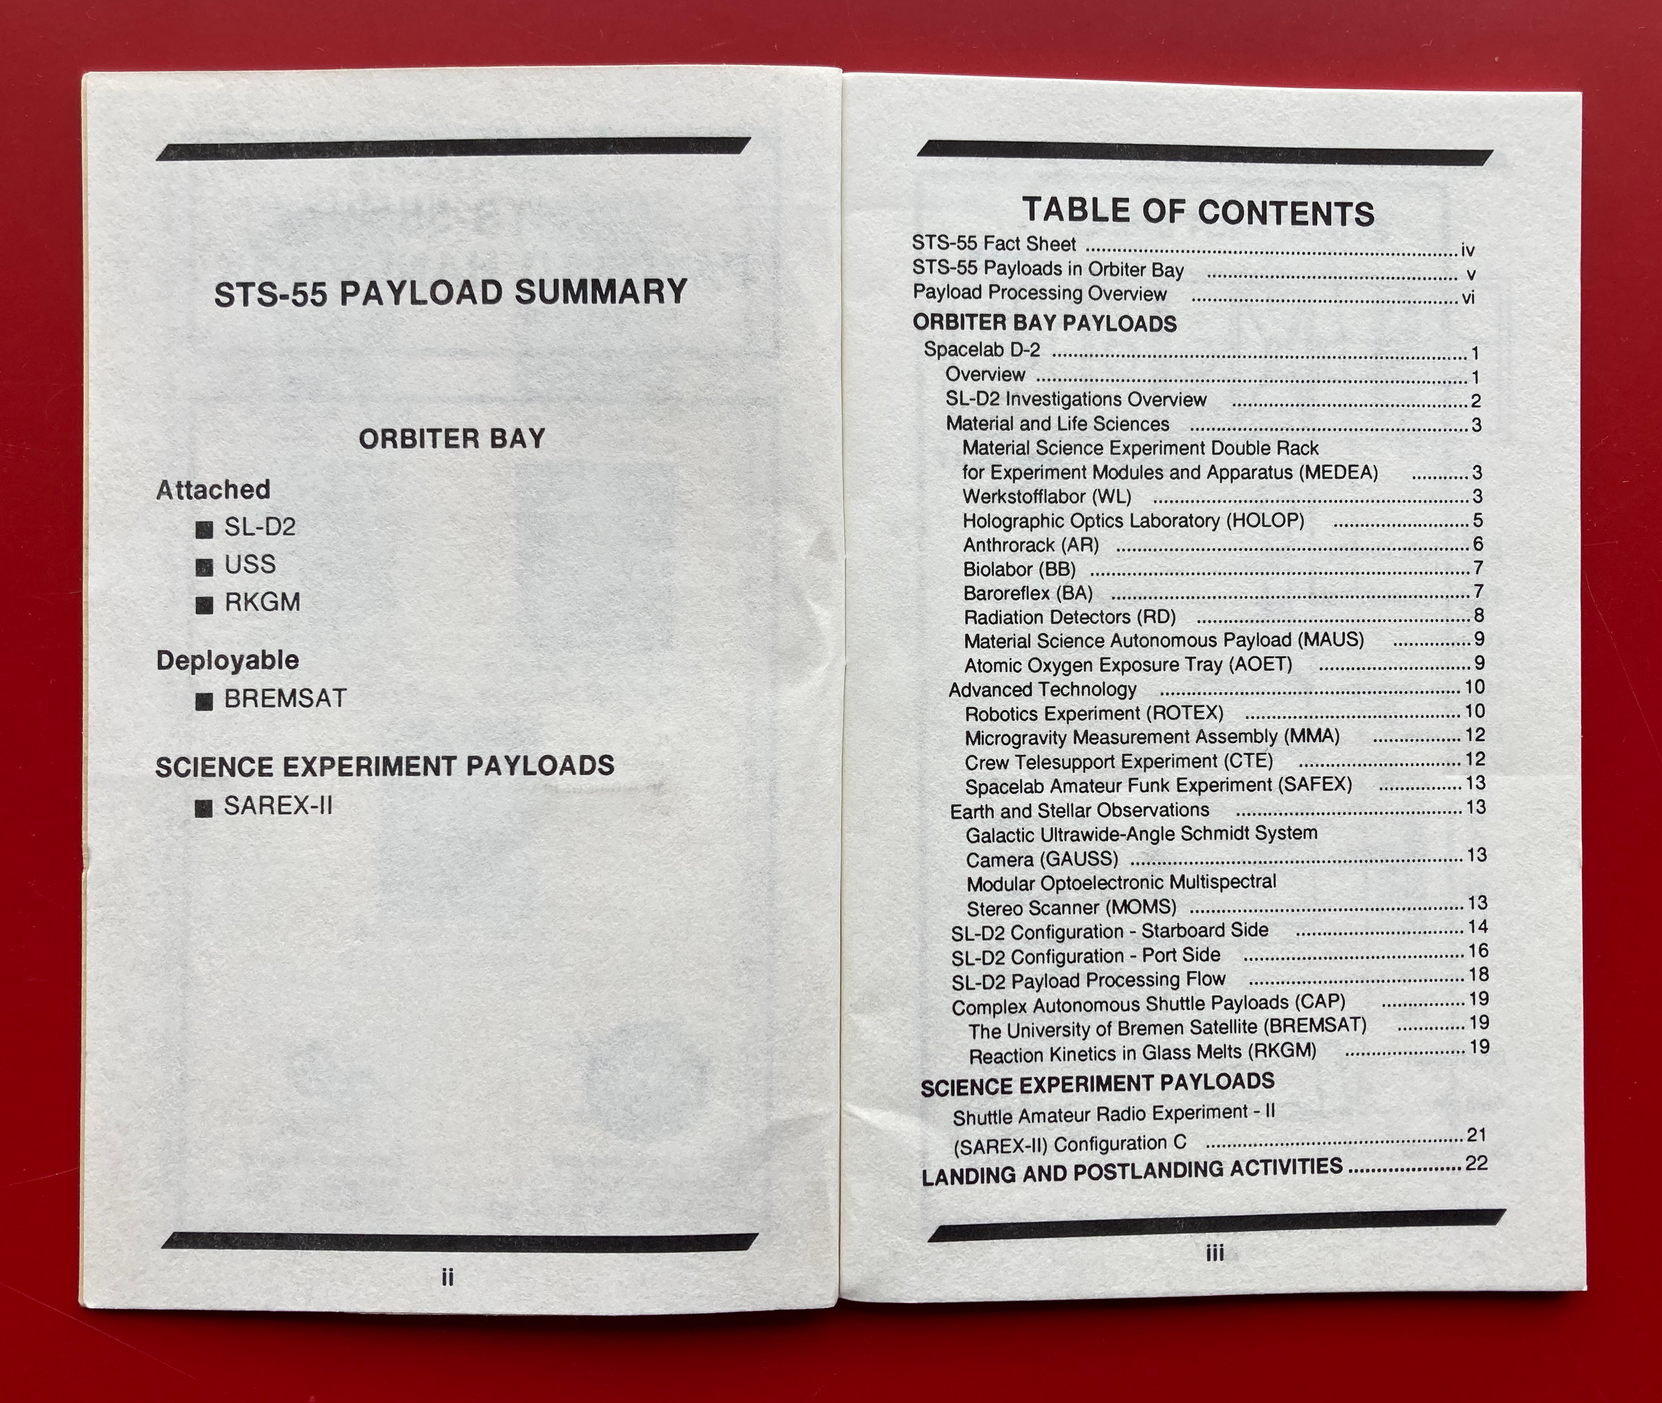 STS-55 PAYLOAD SUMMARY
ORBITER BAY
Attached
■ SL-D2
■ USS
■ RKGM
Deployable
■ BREMSAT
SCIENCE EXPERIMENT PAYLOADS
■ SAREX-II
ii
TABLE OF CONTENTS
STS-55 Fact Sheet ........ iv
STS-55 Payloads in Orbiter Bay ........ v
Payload Processing Overview ........ vi
ORBITER BAY PAYLOADS
Spacelab D-2 ........ 1
Overview ........ 1
SL-D2 Investigations Overview ........ 2
Material and Life Sciences ........ 3
Material Science Experiment Double Rack
for Experiment Modules and Apparatus (MEDEA) ........ 3
Werkstofflabor (WL) ........ 3
Holographic Optics Laboratory (HOLOP) ........ 5
Anthrorack (AR) ........ 6
Biolabor (BB) ........ 7
Baroreflex (BA) ........ 7
Radiation Detectors (RD) ........ 8
Material Science Autonomous Payload (MAUS) ........ 9
Atomic Oxygen Exposure Tray (AOET) ........ 9
Advanced Technology ........ 10
Robotics Experiment (ROTEX) ........ 10
Microgravity Measurement Assembly (MMA) ........ 12
Crew Telesupport Experiment (CTE) ........ 12
Spacelab Amateur Funk Experiment (SAFEX) ........ 13
Earth and Stellar Observations ........ 13
Galactic Ultrawide-Angle Schmidt System
Camera (GAUSS) ........ 13
Modular Optoelectronic Multispectral
Stereo Scanner (MOMS) ........ 13
SL-D2 Configuration - Starboard Side ........ 14
SL-D2 Configuration - Port Side ........ 16
SL-D2 Payload Processing Flow ........ 18
Complex Autonomous Shuttle Payloads (CAP) ........ 19
The University of Bremen Satellite (BREMSAT) ........ 19
Reaction Kinetics in Glass Melts (RKGM) ........ 19
SCIENCE EXPERIMENT PAYLOADS
Shuttle Amateur Radio Experiment - II
(SAREX-II) Configuration C ........ 21
LANDING AND POSTLANDING ACTIVITIES ........ 22
iii